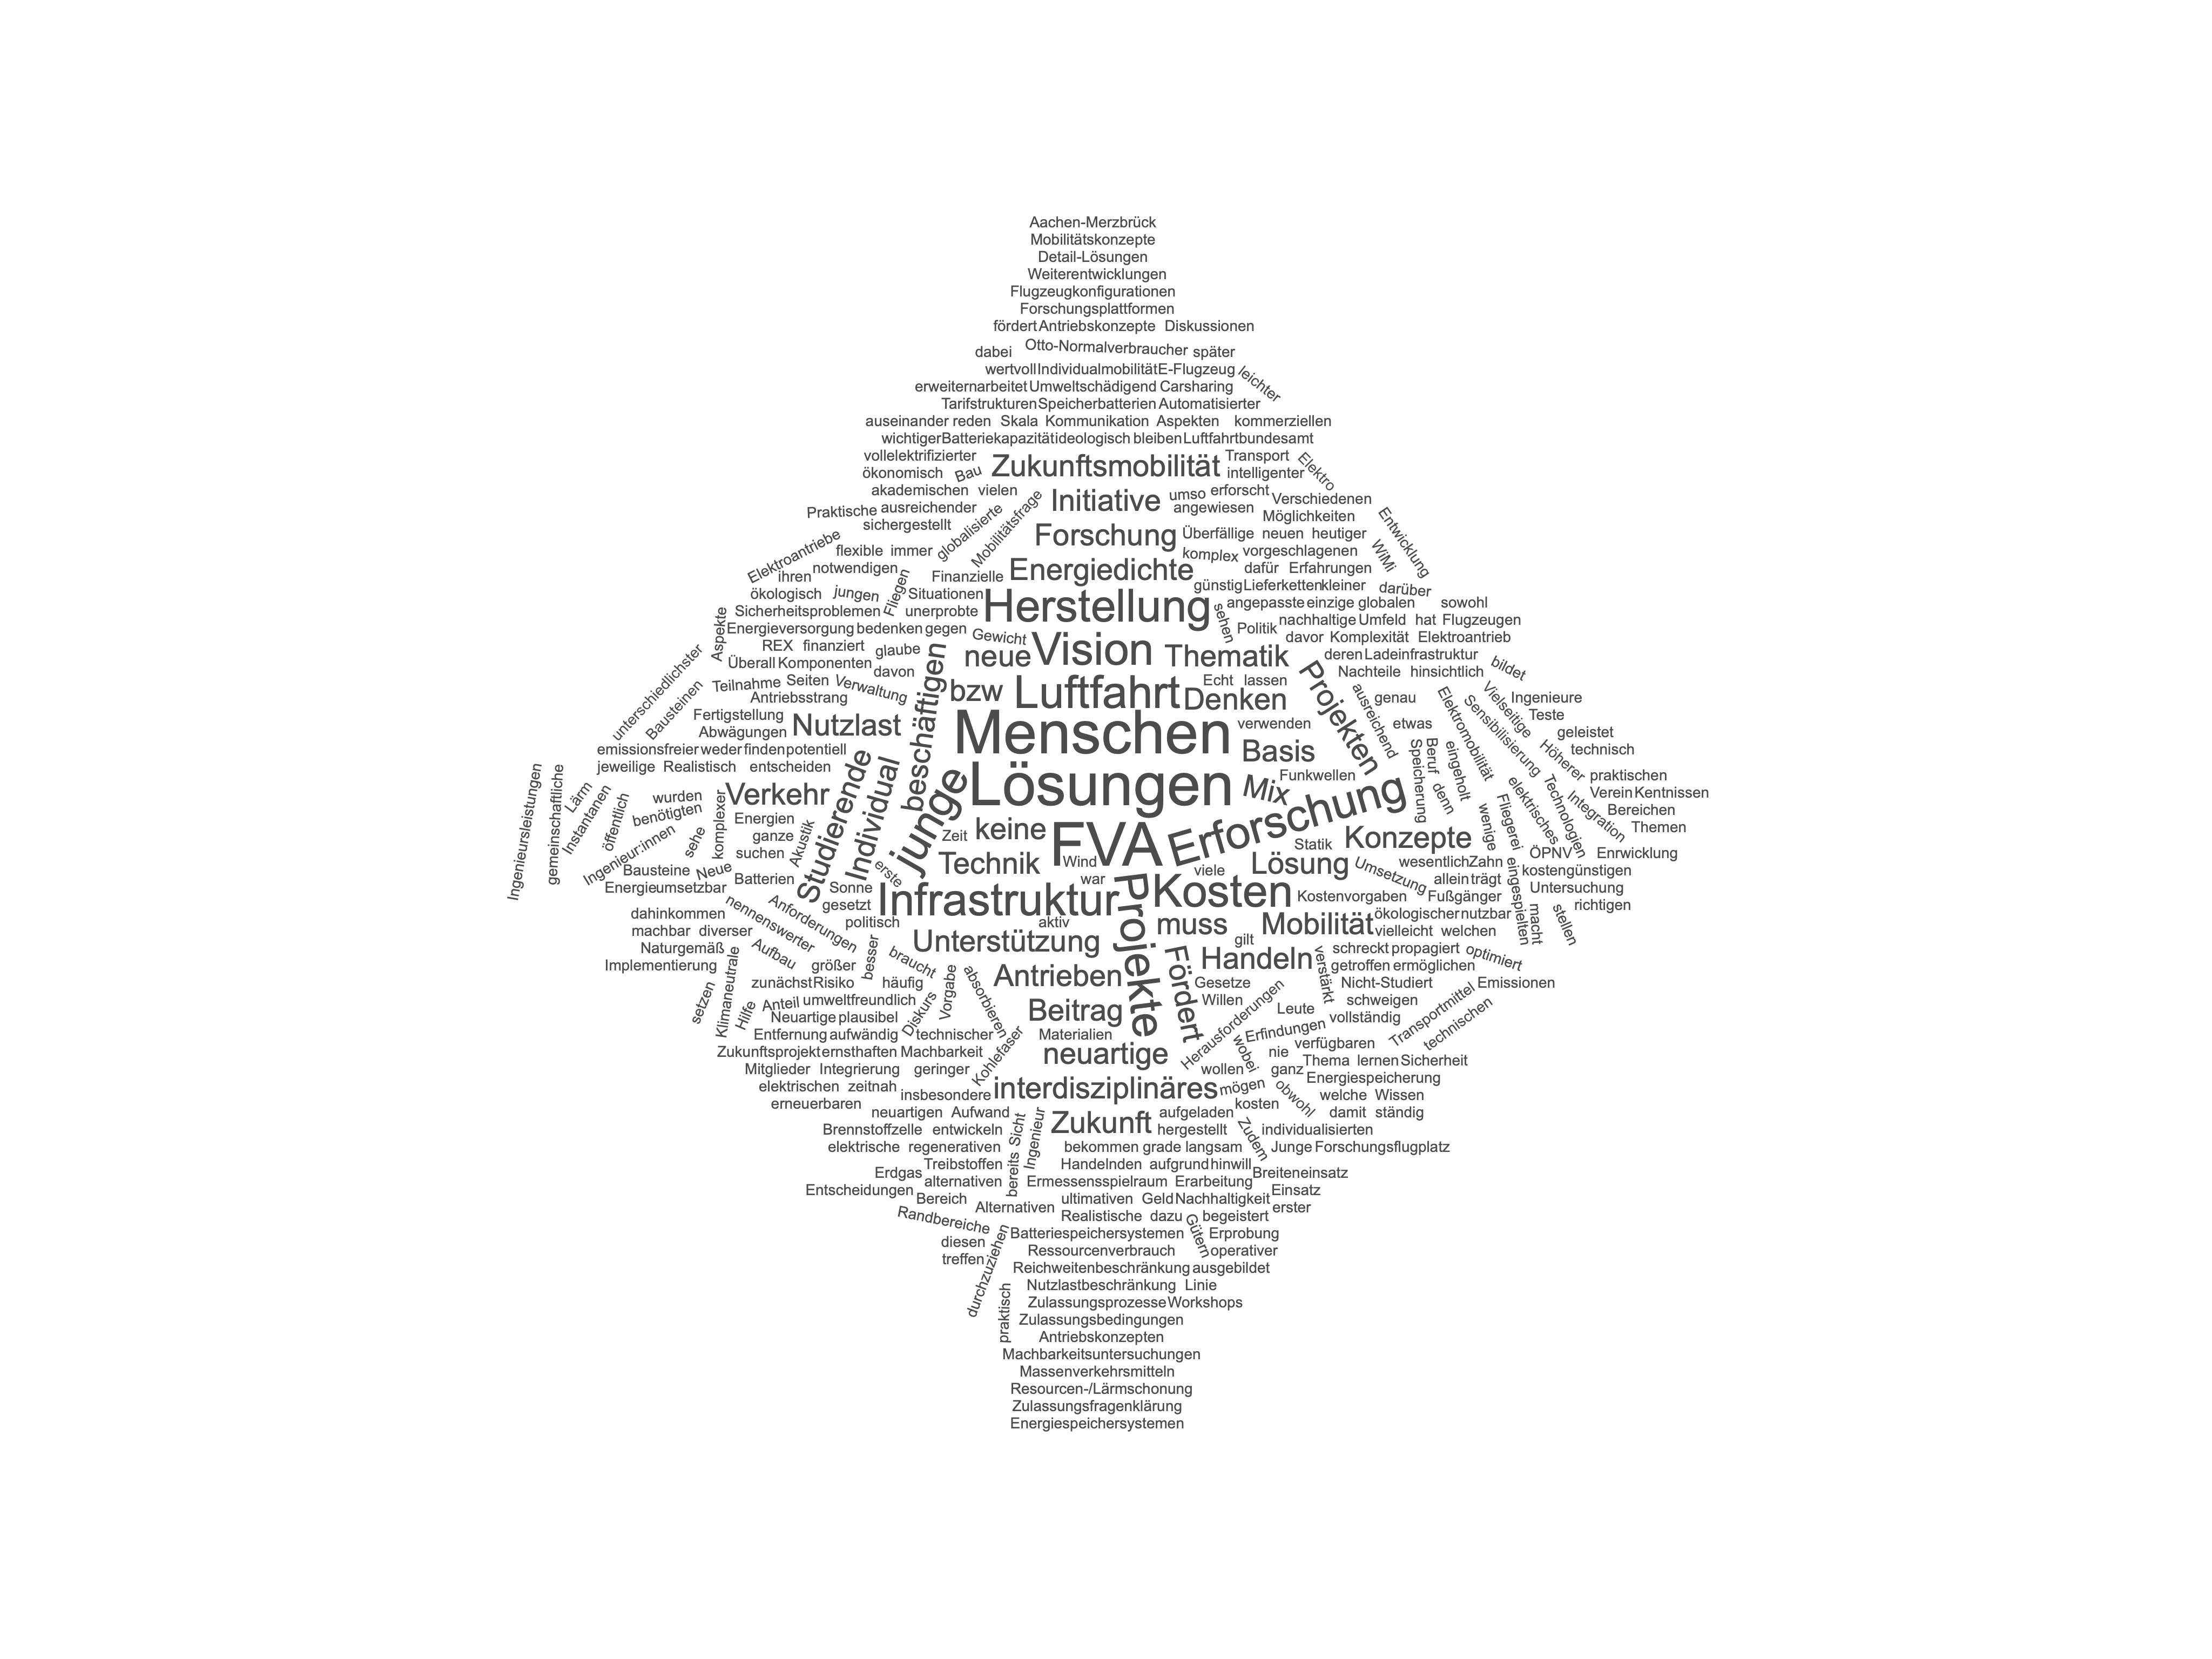 Aachen-Merzbrück
Mobilitätskonzepte
Detail-Lösungen
Weiterentwicklungen
Flugzeugkonfigurationen
Forschungsplattformen
fördert Antriebskonzepte Diskussionen
dabei Otto-Normalverbraucher später
wertvoll Individualmobilität E-Flugzeug leichter
erweitern arbeitet Umweltschädigend Carsharing
Tarifstrukturen Speicherbatterien Automatisierter
auseinander reden Skala Kommunikation Aspekten kommerziellen
wichtiger Batteriekapazität ideologisch bleiben Luftfahrtbundesamt
vollelektrifizierter Zukunftsmobilität Transport Elektro
ökonomisch Bau intelligenter
akademischen vielen Initiative umso erforscht Verschiedenen
Praktische ausreichender globalisierte Mobilitätsfrage angewiesen Möglichkeiten Entwicklung
sichergestellt Forschung Überfällige neuen heutiger
Elektroantriebe flexible immer komplex vorgeschlagenen WiMi
ihren notwendigen Fliegen Finanzielle Energiedichte dafür Erfahrungen
ökologisch jungen Situationen günstig Lieferketten kleiner darüber
Sicherheitsproblemen unerprobte Herstellung sehen angepasste einzige globalen sowohl
Aspekte Energieversorgung bedenken gegen Gewicht Politik nachhaltige Umfeld hat Flugzeugen
REX finanziert glaube neue Vision Thematik davor Komplexität Elektroantrieb
unterschiedlichster Überall Komponenten davon deren Ladeinfrastruktur bildet
Bausteinen Teilnahme Seiten Verwaltung beschäftigen bzw Luftfahrt Denken Echt lassen Projekten Nachteile hinsichtlich
Antriebsstrang ausreichend genau Elektromobilität Sensibilisierung Vielseitige Ingenieure
Fertigstellung Nutzlast Menschen verwenden etwas Teste
Abwägungen geleistet
emissionsfreier weder finden potentiell Basis Speicherung Beruf eingeholt Höherer technisch
jeweilige Realistisch entscheiden Studierende Individual junge Lösungen Mix Funkwellen denn praktischen
Ingenieursleistungen gemeinschaftliche Lärm Instantanen öffentlich wurden Verkehr g elektrisches Technologien Integration Verein Kentnissen
benötigten komplexer Energien Erforschung wenige Fliegerei Bereichen
Ingenieur:innen sehe ganze Akustik Zeit keine FVA Statik Konzepte Themen
suchen erste Technik Wind Lösung Umsetzung wesentlich Zahn ÖPNV Enrwicklung
Bausteine Neue Batterien war viele allein trägt eingespielten kostengünstigen
Energieumsetzbar Sonne Infrastruktur Projekte Kosten Kostenvorgaben Fußgänger Untersuchung
nennenswerter Anforderungen gesetzt richtigen
dahinkommen politisch aktiv muss Mobilität ökologischer nutzbar macht stellen
machbar diverser Aufbau besser Unterstützung gilt vielleicht welchen
Naturgemäß braucht Fördert Handeln verstärkt schreckt propagiert optimiert
Implementierung Klimaneutrale größer Vorgabe absorbieren Antrieben getroffen ermöglichen
setzen zunächst Risiko häufig Gesetze Nicht-Studiert Emissionen
Hilfe Anteil umweltfreundlich Diskurs Beitrag Willen Herausforderungen schweigen
Neuartige plausibel Leute vollständig Transportmittel technischen
Entfernung aufwändig technischer Materialien Erfindungen
Zukunftsprojekt ernsthaften Machbarkeit Kohlefaser neuartige wobei nie verfügbaren
Mitglieder Integrierung geringer wollen ganz Thema lernen Sicherheit
elektrischen zeitnah insbesondere interdisziplinäres mögen obwohl Energiespeicherung
erneuerbaren kosten welche Wissen
neuartigen Aufwand Zukunft aufgeladen damit ständig
Brennstoffzelle entwickeln Sicht Ingenieur hergestellt Zudem individualisierten
elektrische regenerativen bekommen grade langsam Junge Forschungsflugplatz
Treibstoffen bereits Handelnden aufgrund hinwill Breiteneinsatz
Erdgas alternativen Ermessensspielraum Erarbeitung
Entscheidungen Bereich ultimativen Geld Nachhaltigkeit Einsatz
Randbereiche Alternativen Realistische dazu Gütern begeistert erster
diesen durchzuziehen Batteriespeichersystemen Erprobung
treffen Ressourcenverbrauch operativer
Reichweitenbeschränkung ausgebildet
praktisch Nutzlastbeschränkung Linie
Zulassungsprozesse Workshops
Zulassungsbedingungen
Antriebskonzepten
Machbarkeitsuntersuchungen
Massenverkehrsmitteln
Resourcen-/Lärmschonung
Zulassungsfragenklärung
Energiespeichersystemen